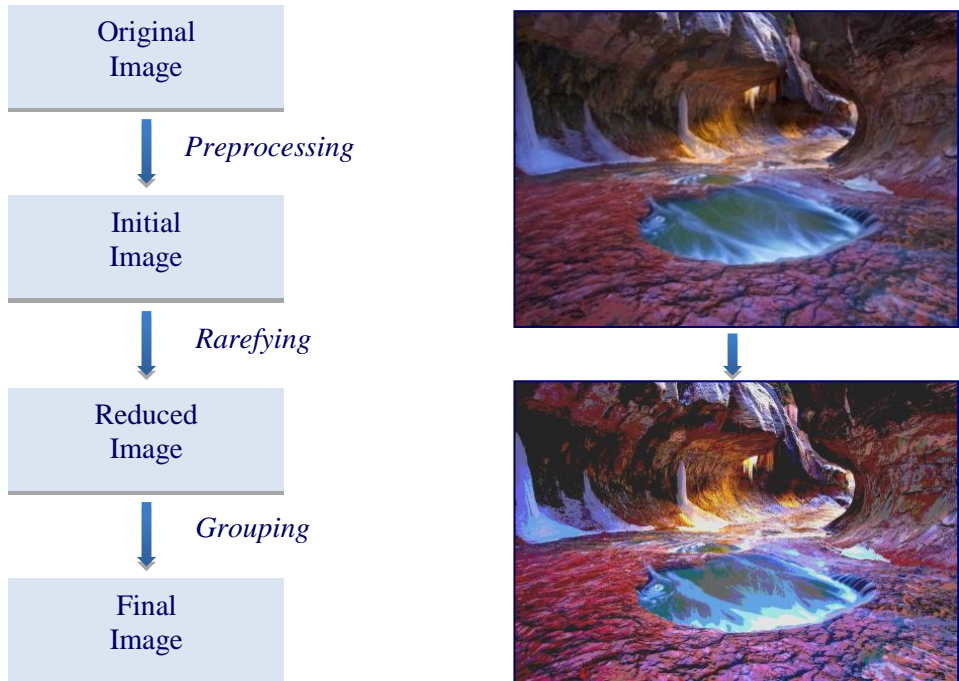 Original
Image
Preprocessing
Initial
Image
Rarefying
Reduced
Image
Grouping
Final
Image